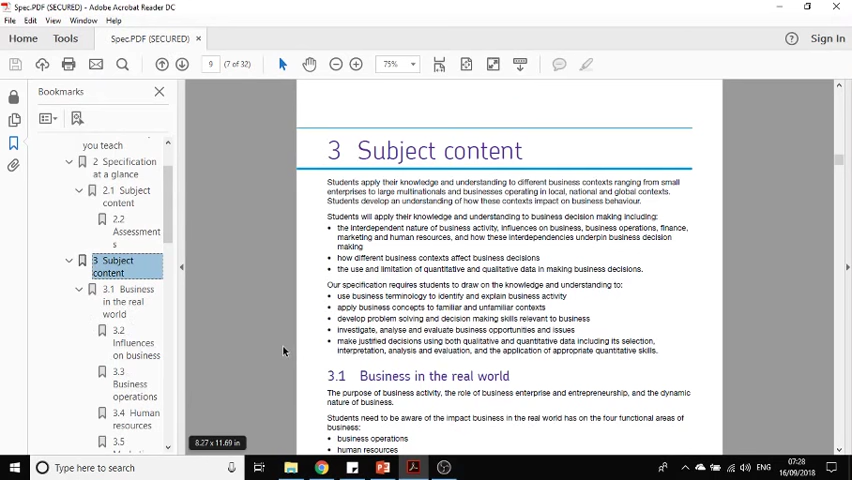 Spec.PDF (SECURED) - Adobe Acrobat Reader DC
File Edit View Window Help
Home Tools Spec.PDF (SECURED) × Sign In
9 (7 of 32) 75%
Bookmarks
you teach
2 Specification
at a glance
2.1 Subject
content
2.2
Assessment
s
3 Subject
content
3.1 Business
in the real
world
3.2
Influences
on business
3.3
Business
operations
3.4 Human
resources
3.5
3 Subject content
Students apply their knowledge and understanding to different business contexts ranging from small
enterprises to large multinationals and businesses operating in local, national and global contexts.
Students develop an understanding of how these contexts impact on business behaviour.
Students will apply their knowledge and understanding to business decision making including:
• the interdependent nature of business activity, influences on business, business operations, finance,
marketing and human resources, and how these interdependencies underpin business decision
making
• how different business contexts affect business decisions
• the use and limitation of quantitative and qualitative data in making business decisions.
Our specification requires students to draw on the knowledge and understanding to:
• use business terminology to identify and explain business activity
• apply business concepts to familiar and unfamiliar contexts
• develop problem solving and decision making skills relevant to business
• investigate, analyse and evaluate business opportunities and issues
• make justified decisions using both qualitative and quantitative data including its selection,
interpretation, analysis and evaluation, and the application of appropriate quantitative skills.
3.1 Business in the real world
The purpose of business activity, the role of business enterprise and entrepreneurship, and the dynamic
nature of business.
Students need to be aware of the impact business in the real world has on the four functional areas of
business:
• business operations
• human resources
8.27 x 11.69 in
Type here to search
ENG
07:28
16/09/2018